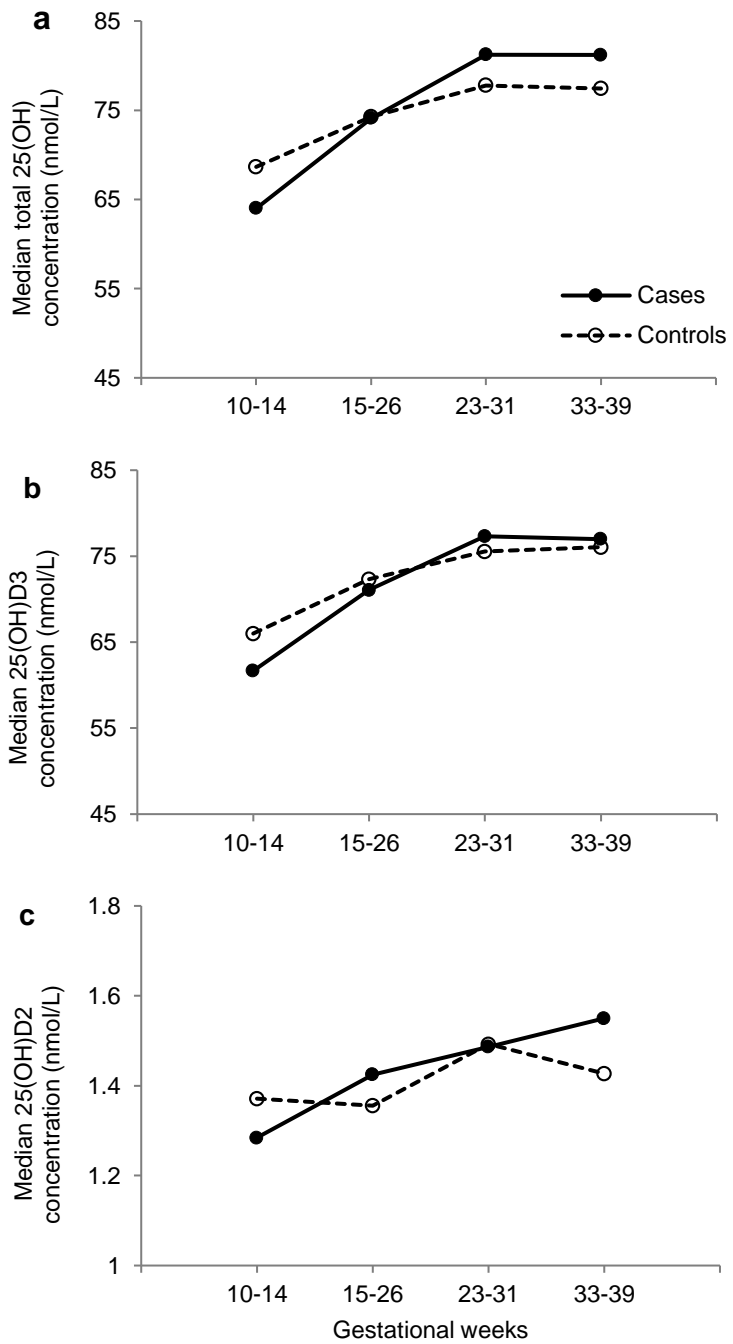 a
Median total 25(OH)
concentration (nmol/L)
85
75
65
55
45
Cases
Controls
10-14 15-26 23-31 33-39
b
Median 25(OH)D3
concentration (nmol/L)
85
75
65
55
45
10-14 15-26 23-31 33-39
c
Median 25(OH)D2
concentration (nmol/L)
1.8
1.6
1.4
1.2
1
10-14 15-26 23-31 33-39
Gestational weeks